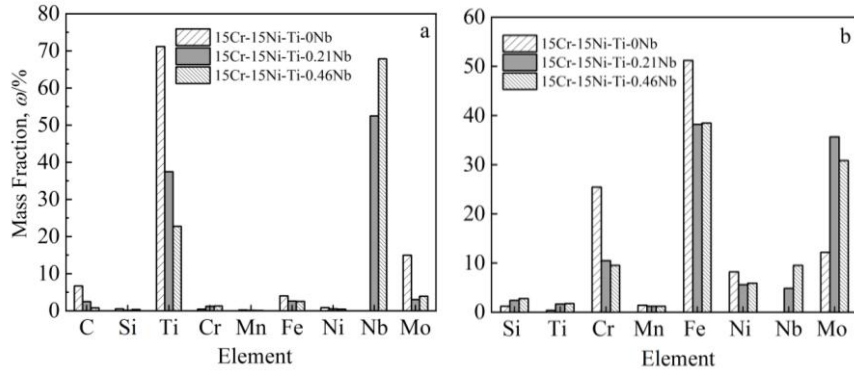 a
15Cr-15Ni-Ti-0Nb
15Cr-15Ni-Ti-0.21Nb
15Cr-15Ni-Ti-0.46Nb
Mass Fraction, ω/%
80
70
60
50
40
30
20
10
0
C Si Ti Cr Mn Fe Ni Nb Mo
Element
b
15Cr-15Ni-Ti-0Nb
15Cr-15Ni-Ti-0.21Nb
15Cr-15Ni-Ti-0.46Nb
60
50
40
30
20
10
0
Si Ti Cr Mn Fe Ni Nb Mo
Element